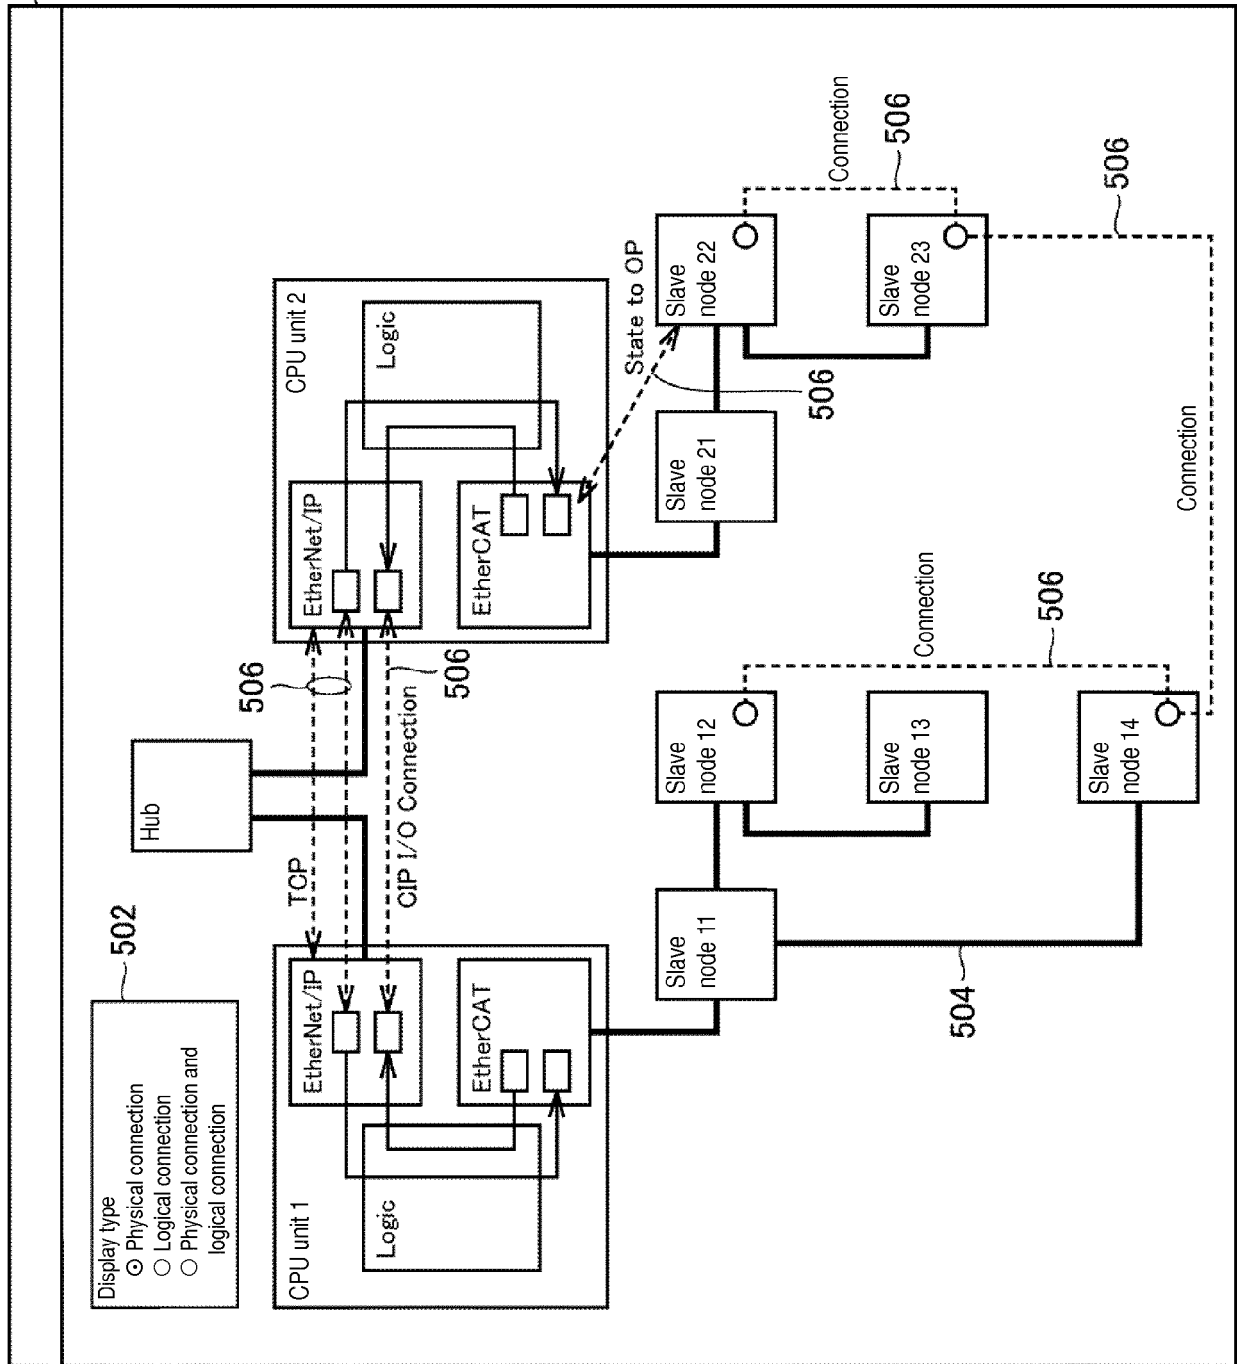 Display type
Physical connection
Logical connection
Physical connection and
logical connection
502
Hub
CPU unit 1
EtherNet/IP
Logic
EtherCAT
TCP
506
CIP I/O Connection
506
CPU unit 2
EtherNet/IP
Logic
EtherCAT
State to OP
506
Slave
node 11
Slave
node 12
Slave
node 13
Slave
node 14
504
Connection
506
Slave
node 21
Slave
node 22
Slave
node 23
Connection
506
Connection
506